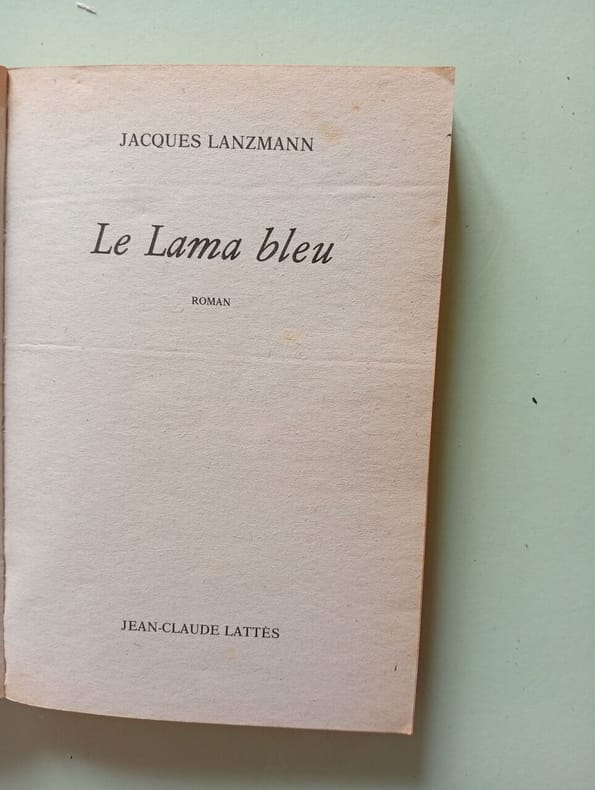 JACQUES LANZMANN
Le Lama bleu
ROMAN
JEAN-CLAUDE LATTÈS